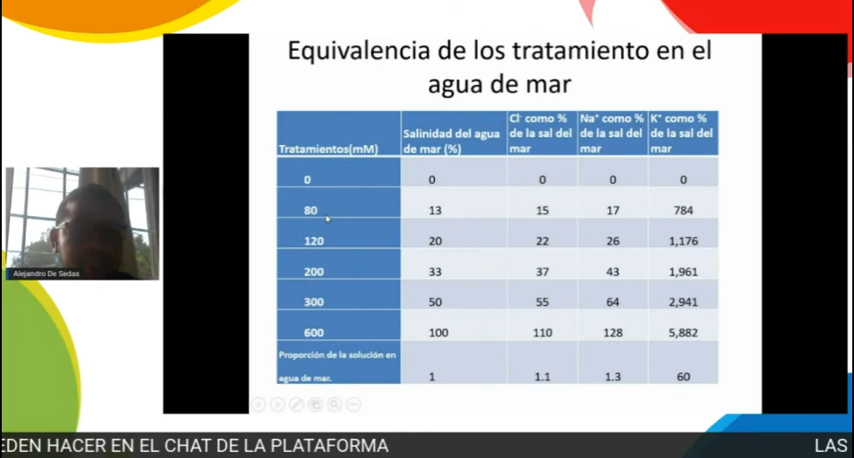 Equivalencia de los tratamiento en el
agua de mar
Tratamientos(mM)
Salinidad del agua
de mar (%)
Cl⁻ como %
de la sal del
mar
Na⁺ como %
de la sal del
mar
K⁺ como %
de la sal del
mar
0 0 0 0 0
80 13 15 17 784
120 20 22 26 1,176
200 33 37 43 1,961
300 50 55 64 2,941
600 100 110 128 5,882
Proporción de la solución en
agua de mar. 1 1.1 1.3 60
Alejandro De Sedas
EDEN HACER EN EL CHAT DE LA PLATAFORMA
LAS